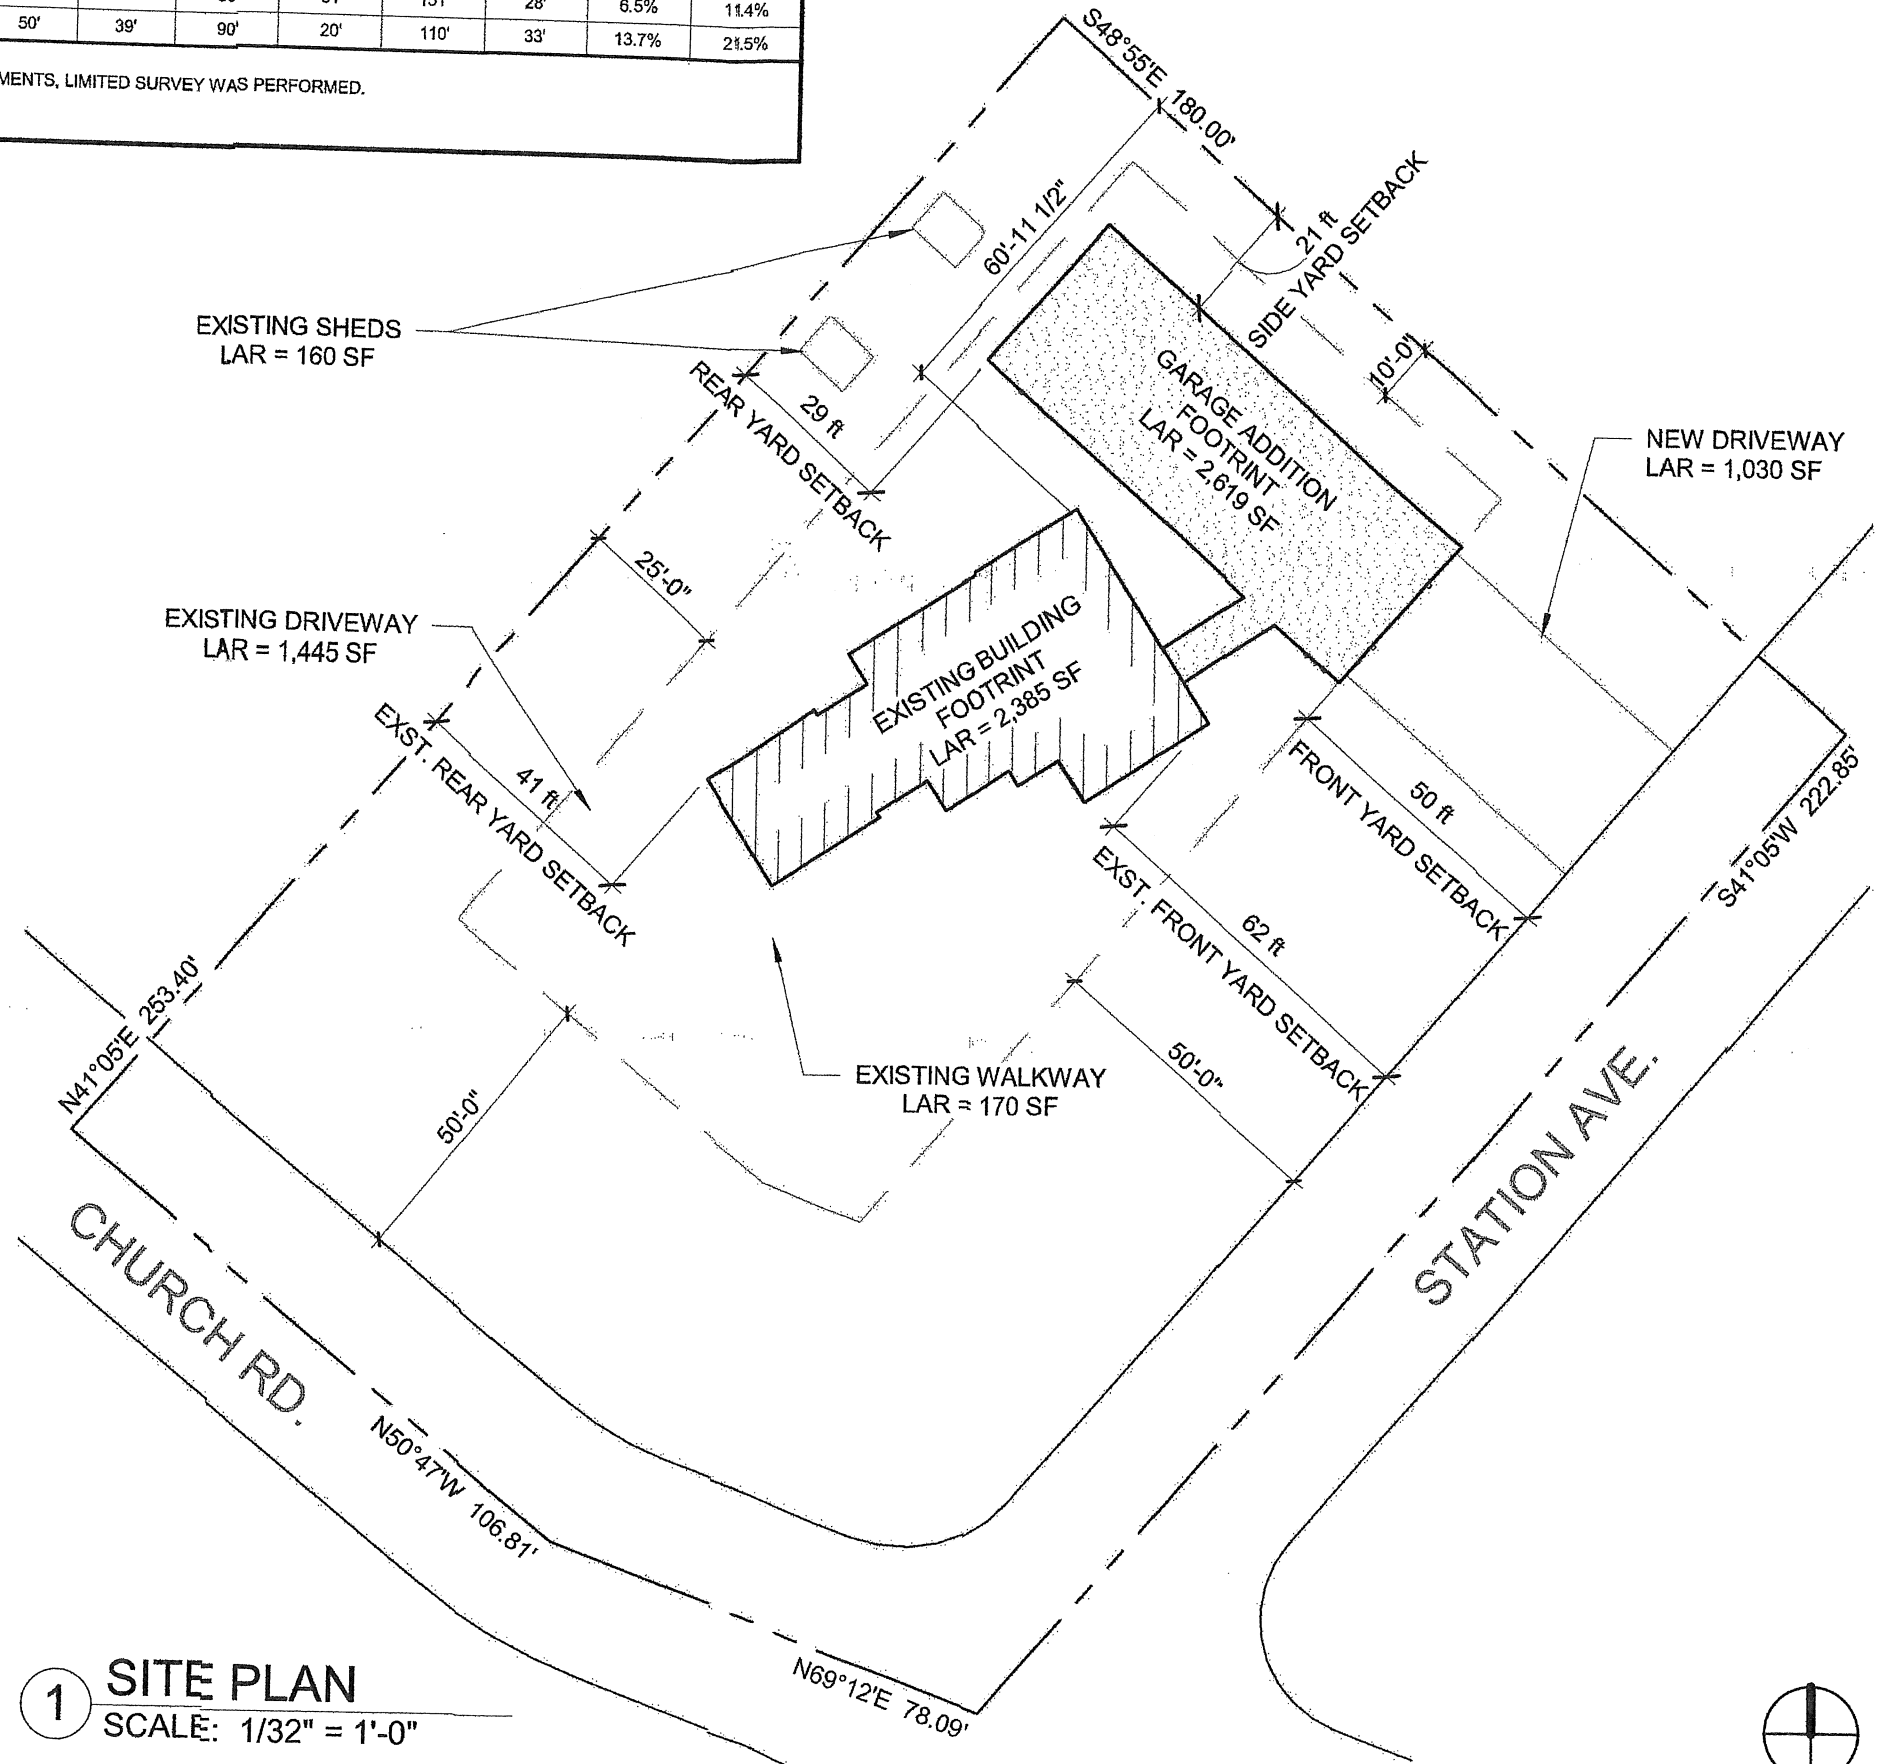 28' 6.5% 11.4%
50' 39' 90' 20' 110' 33' 13.7% 21.5%
MENTS, LIMITED SURVEY WAS PERFORMED.
S48°55'E 180.00'
60'-11 1/2"
21 ft
SIDE YARD SETBACK
10'-0"
EXISTING SHEDS
LAR = 160 SF
REAR YARD SETBACK
29 ft
GARAGE ADDITION
FOOTRINT
LAR = 2,619 SF
NEW DRIVEWAY
LAR = 1,030 SF
25'-0"
EXISTING DRIVEWAY
LAR = 1,445 SF
EXISTING BUILDING
FOOTRINT
LAR = 2,385 SF
EXST. REAR YARD SETBACK
41 ft
FRONT YARD SETBACK
50 ft
S41°05'W 222.85'
EXST. FRONT YARD SETBACK
62 ft
N41°05'E 253.40'
50'-0"
EXISTING WALKWAY
LAR = 170 SF
50'-0"
STATION AVE.
CHURCH RD.
N50°47'W 106.81'
N69°12'E 78.09'
1 SITE PLAN
SCALE: 1/32" = 1'-0"